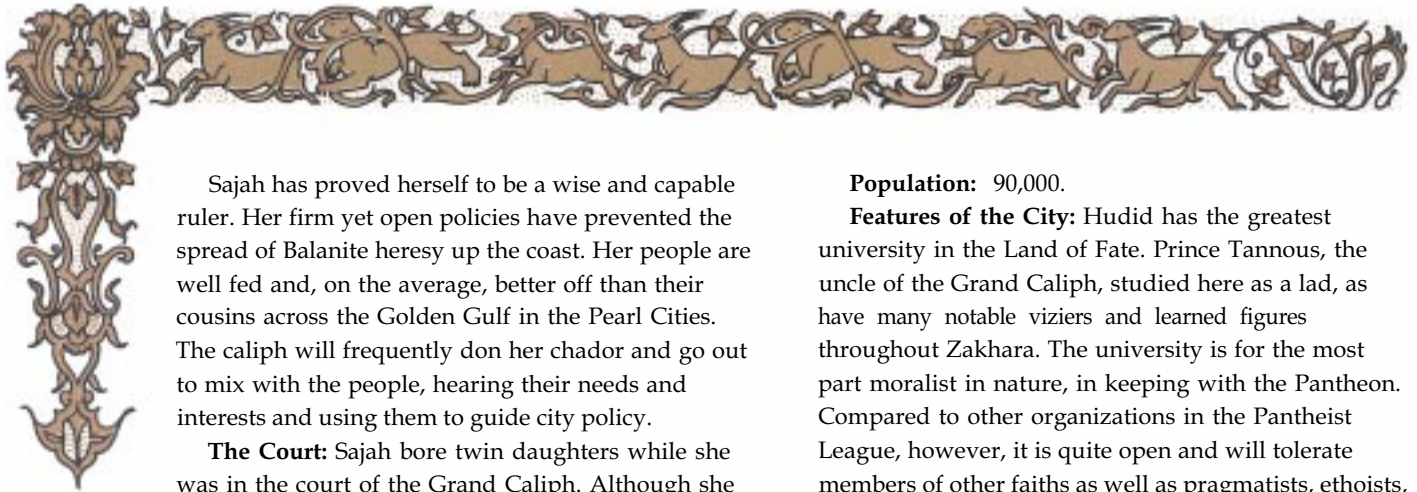 Sajah has proved herself to be a wise and capable
ruler. Her firm yet open policies have prevented the
spread of Balanite heresy up the coast. Her people are
well fed and, on the average, better off than their
cousins across the Golden Gulf in the Pearl Cities.
The caliph will frequently don her chador and go out
to mix with the people, hearing their needs and
interests and using them to guide city policy.
The Court: Sajah bore twin daughters while she
was in the court of the Grand Caliph. Although she
Population: 90,000.
Features of the City: Hudid has the greatest
university in the Land of Fate. Prince Tannous, the
uncle of the Grand Caliph, studied here as a lad, as
have many notable viziers and learned figures
throughout Zakhara. The university is for the most
part moralist in nature, in keeping with the Pantheon.
Compared to other organizations in the Pantheist
League, however, it is quite open and will tolerate
members of other faiths as well as pragmatists, ethoists,